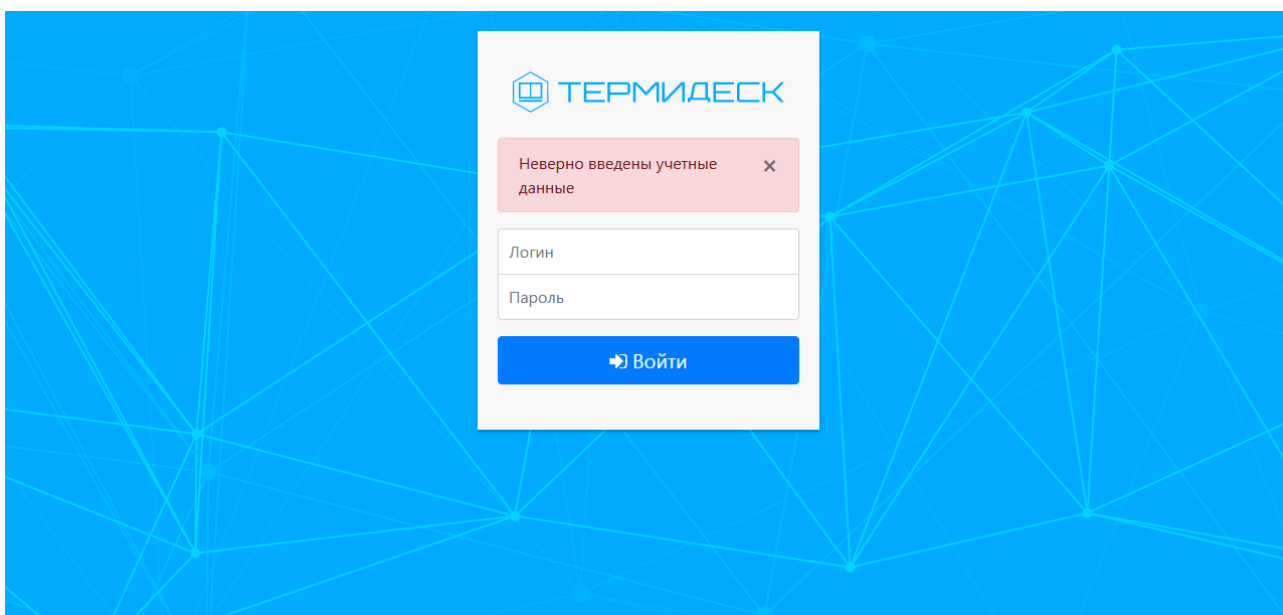 ТЕРМИДЕСК
Неверно введены учетные
данные
Логин
Пароль
Войти